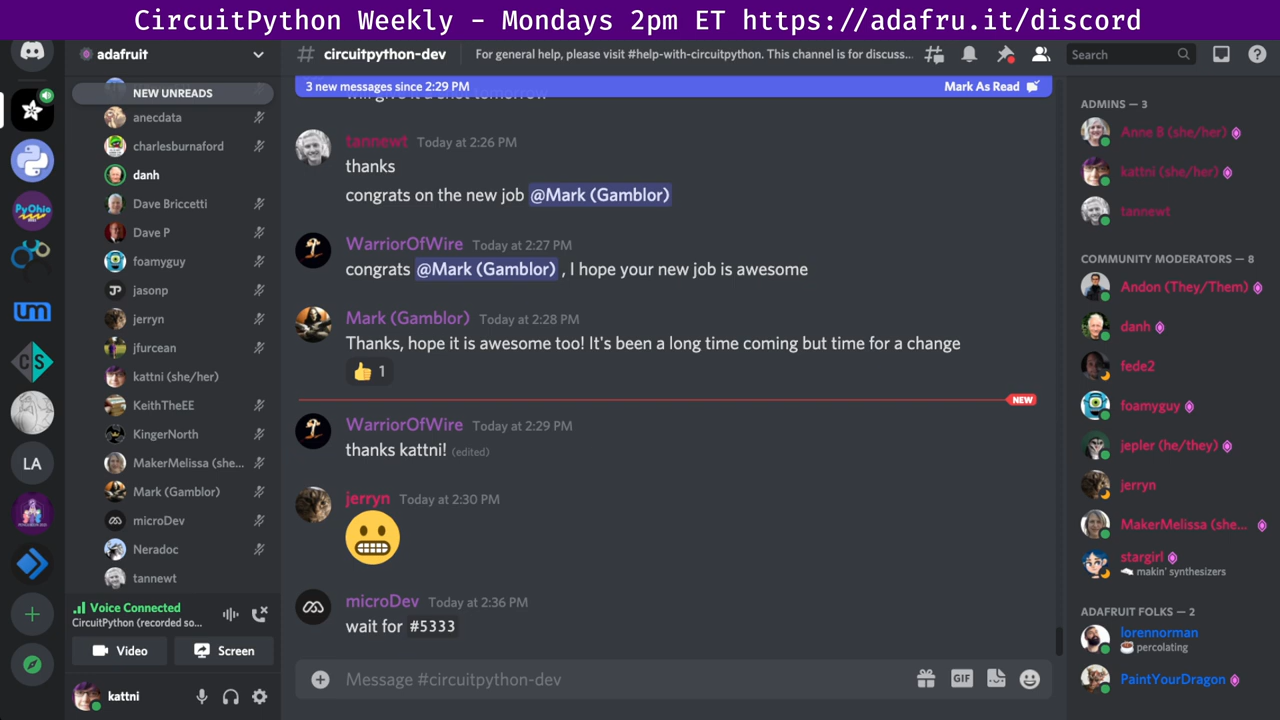 CircuitPython Weekly - Mondays 2pm ET https://adafru.it/discord
adafruit
NEW UNREADS
anecdata
charlesburnaford
danh
Dave Briccetti
Dave P
foamyguy
jasonp
jerryn
jfurcean
kattni (she/her)
KeithTheEE
KingerNorth
MakerMelissa (she...
Mark (Gamblor)
microDev
Neradoc
tannewt
Voice Connected
CircuitPython (recorded so...
Video
Screen
kattni
PyOhio
um
CS
LA
# circuitpython-dev
For general help, please visit #help-with-circuitpython. This channel is for discuss...
Search
3 new messages since 2:29 PM
Mark As Read
will give it a shot tomorrow
tannewt Today at 2:26 PM
thanks
congrats on the new job @Mark (Gamblor)
WarriorOfWire Today at 2:27 PM
congrats @Mark (Gamblor) , I hope your new job is awesome
Mark (Gamblor) Today at 2:28 PM
Thanks, hope it is awesome too! It's been a long time coming but time for a change
1
NEW
WarriorOfWire Today at 2:29 PM
thanks kattni! (edited)
jerryn Today at 2:30 PM
microDev Today at 2:36 PM
wait for #5333
Message #circuitpython-dev
GIF
ADMINS — 3
Anne B (she/her)
kattni (she/her)
tannewt
COMMUNITY MODERATORS — 8
Andon (They/Them)
danh
fede2
foamyguy
jepler (he/they)
jerryn
MakerMelissa (she...
stargirl
makin' synthesizers
ADAFRUIT FOLKS — 2
lorennorman
percolating
PaintYourDragon